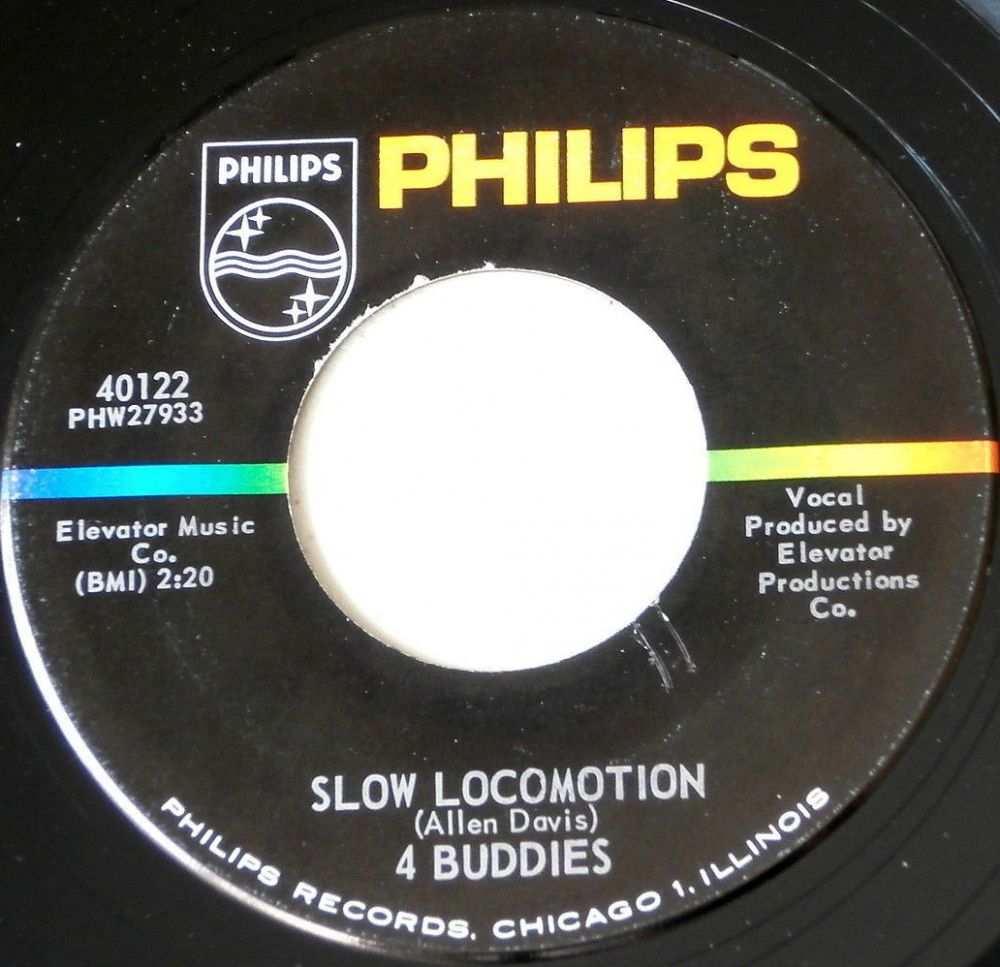 PHILIPS
PHILIPS
40122
PHW27933
Elevator Music
Co.
(BMI) 2:20
Vocal
Produced by
Elevator
Productions
Co.
SLOW LOCOMOTION
(Allen Davis)
4 BUDDIES
PHILIPS RECORDS, CHICAGO 1, ILLINOIS